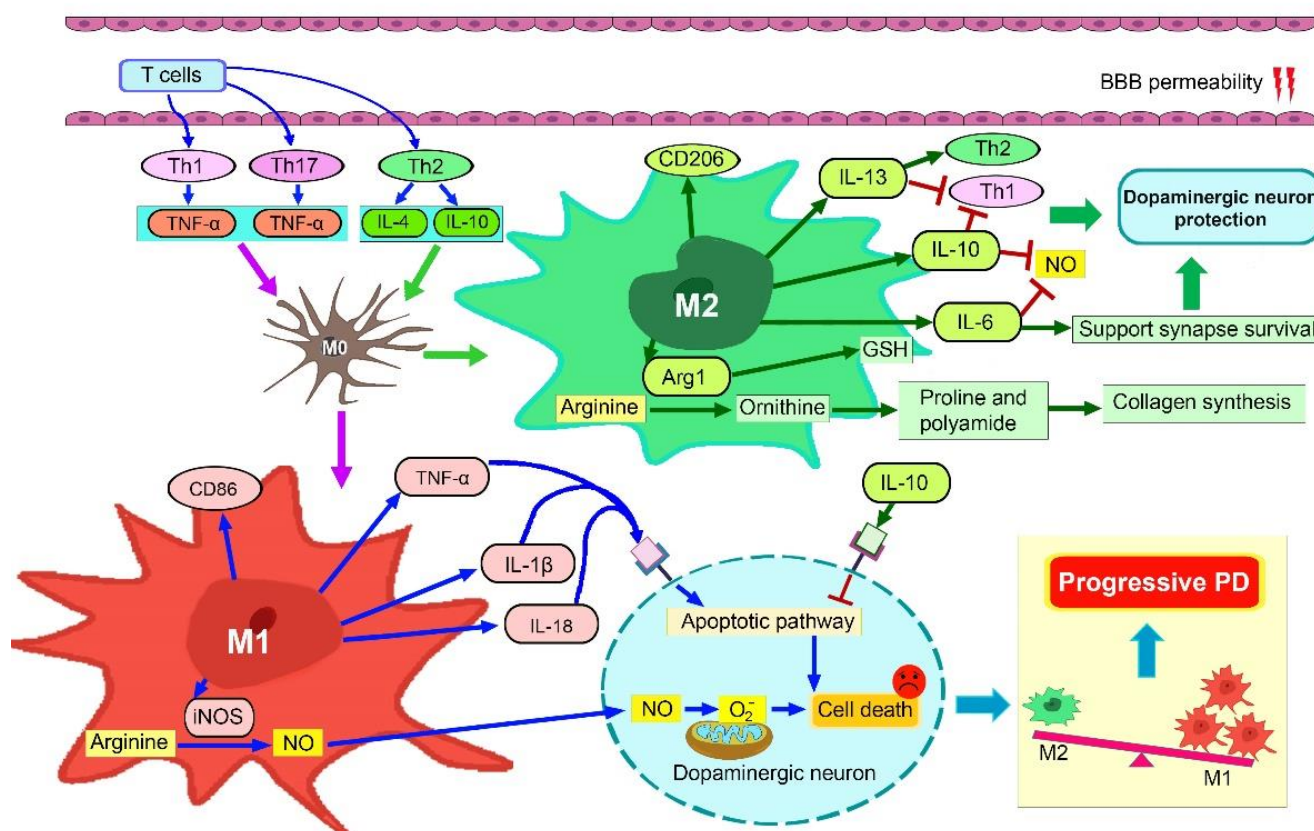 T cells
BBB permeability
Th1
Th17
Th2
TNF-α
TNF-α
IL-4
IL-10
M0
CD206
IL-13
Th2
Th1
Dopaminergic neuron
protection
M2
IL-10
NO
IL-6
Support synapse survival
GSH
Arg1
Arginine
Ornithine
Proline and
polyamide
Collagen synthesis
CD86
TNF-α
IL-10
IL-1β
IL-18
M1
iNOS
Arginine
NO
Apoptotic pathway
NO
O₂⁻
Cell death
Dopaminergic neuron
Progressive PD
M2
M1